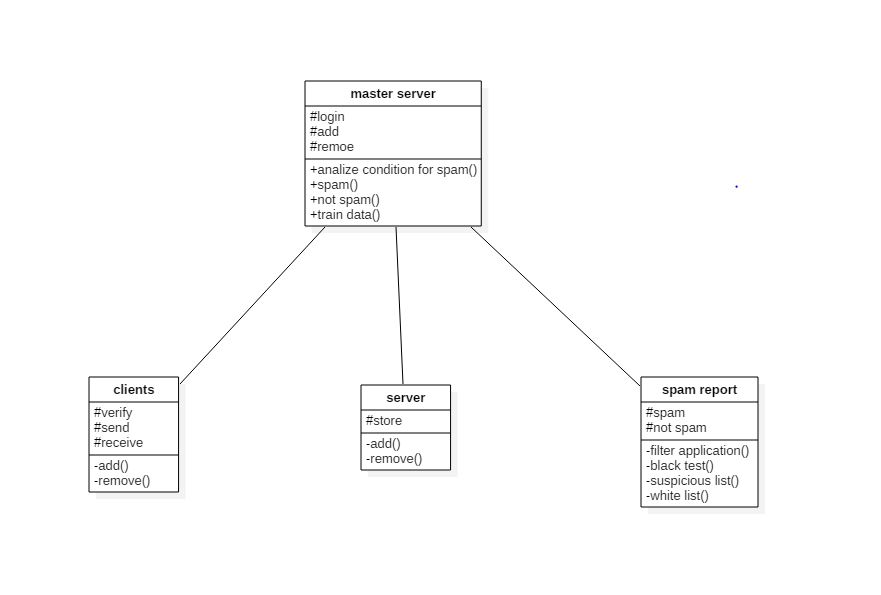 master server
#login
#add
#remoe
+analize condition for spam()
+spam()
+not spam()
+train data()
clients
#verify
#send
#receive
-add()
-remove()
server
#store
-add()
-remove()
spam report
#spam
#not spam
-filter application()
-black test()
-suspicious list()
-white list()